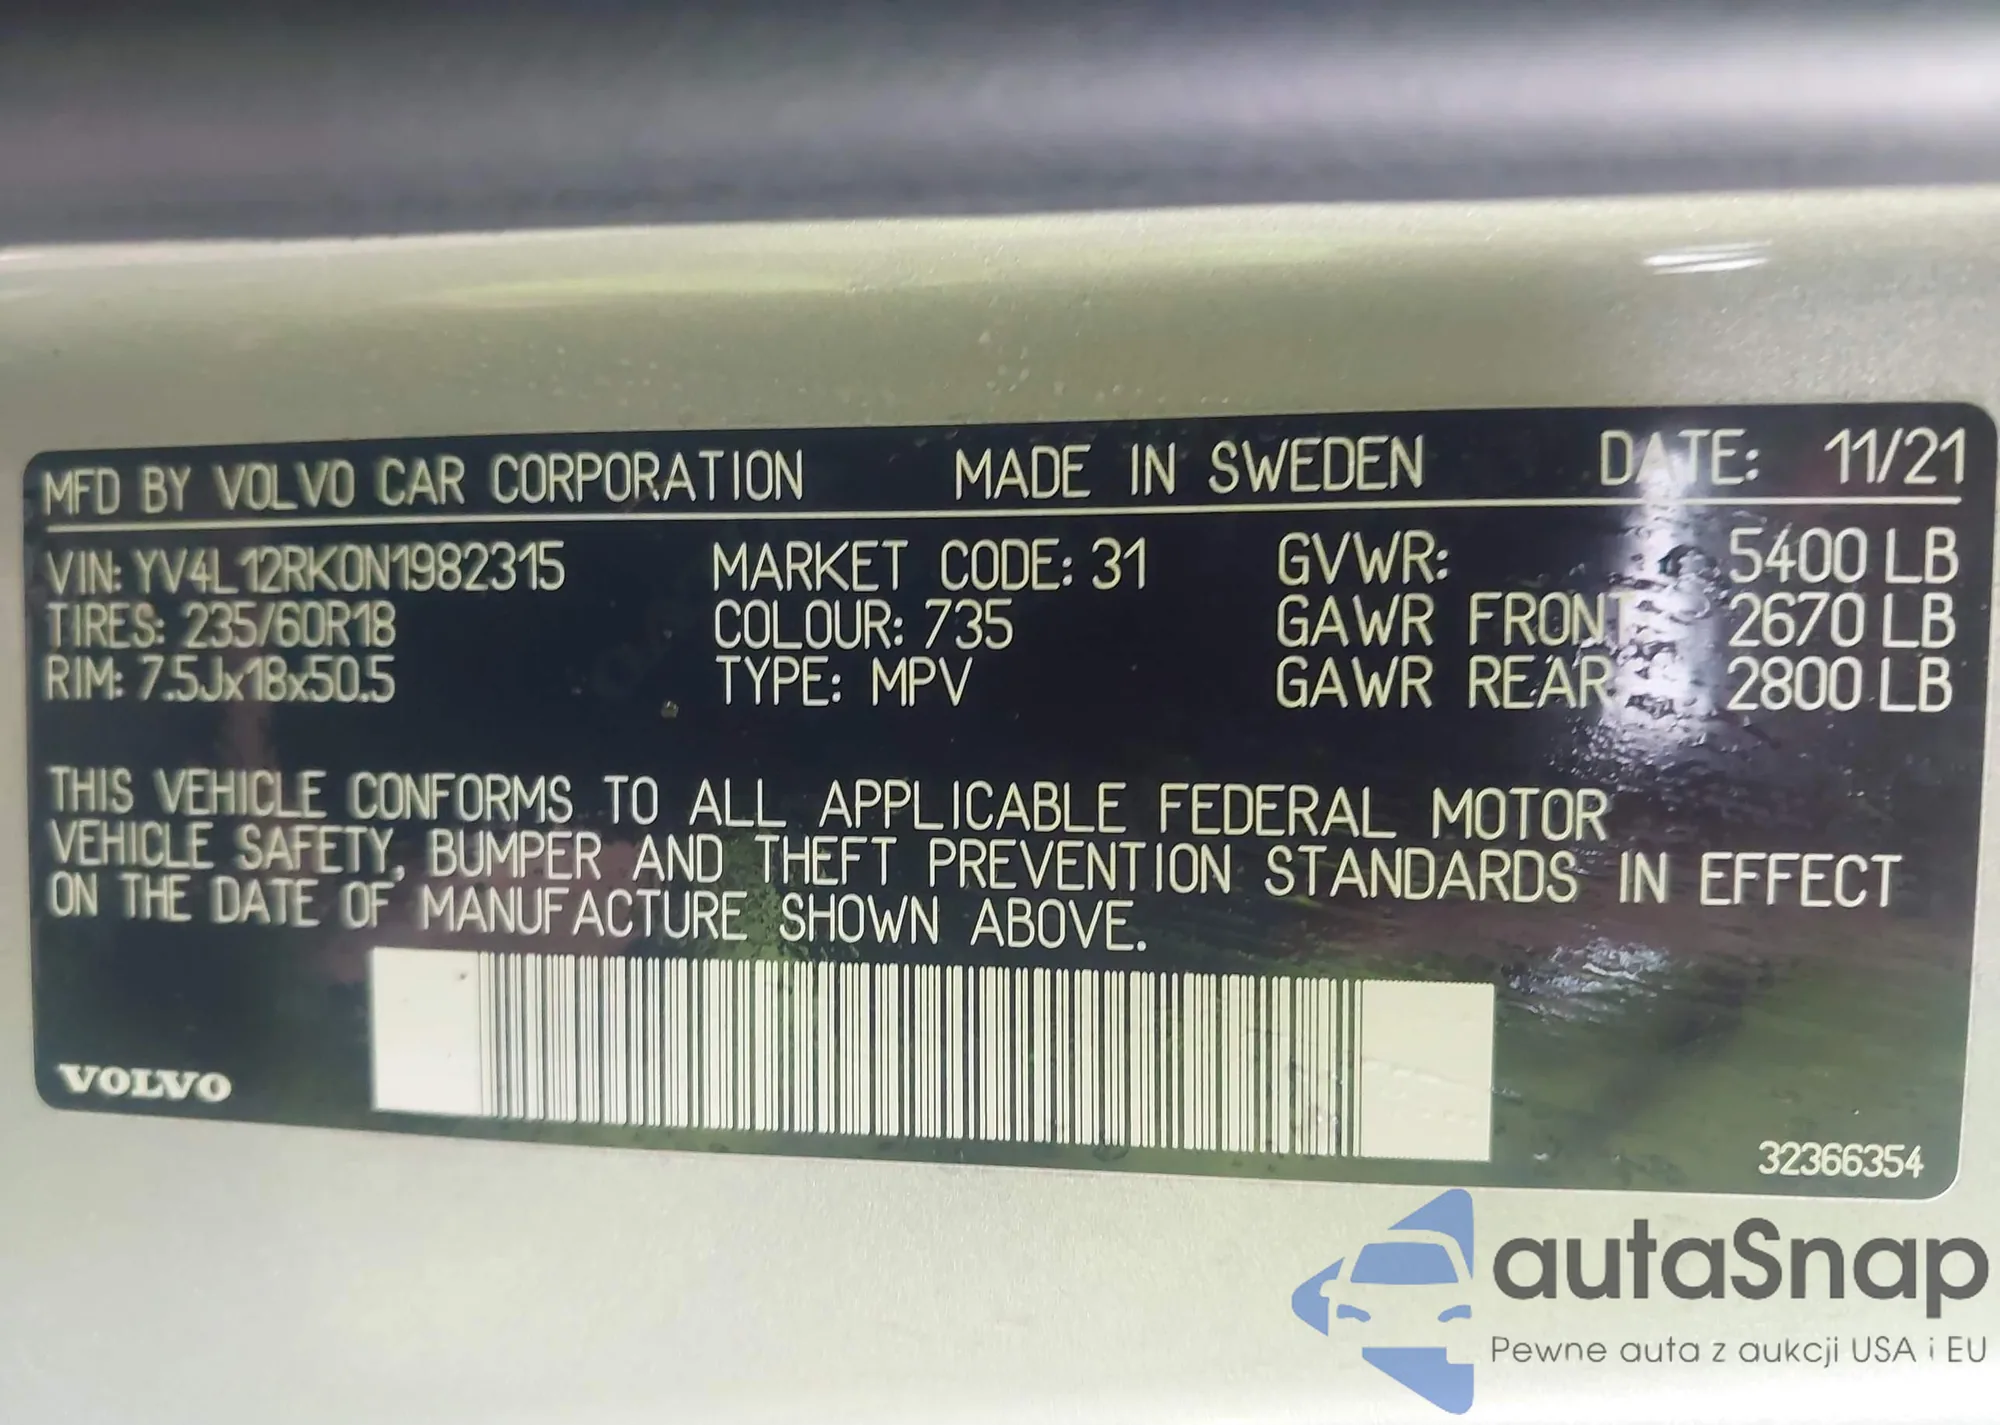 MFD BY VOLVO CAR CORPORATION MADE IN SWEDEN DATE: 11/21
VIN: YV4L12RK0N1982315 MARKET CODE: 31 GVWR: 5400 LB
TIRES: 235/60R18 COLOUR: 735 GAWR FRONT 2670 LB
RIM: 7.5Jx18x50.5 TYPE: MPV GAWR REAR 2800 LB
THIS VEHICLE CONFORMS TO ALL APPLICABLE FEDERAL MOTOR
VEHICLE SAFETY, BUMPER AND THEFT PREVENTION STANDARDS IN EFFECT
ON THE DATE OF MANUFACTURE SHOWN ABOVE.
VOLVO
32366354
autaSnap
Pewne auta z aukcji USA i EU